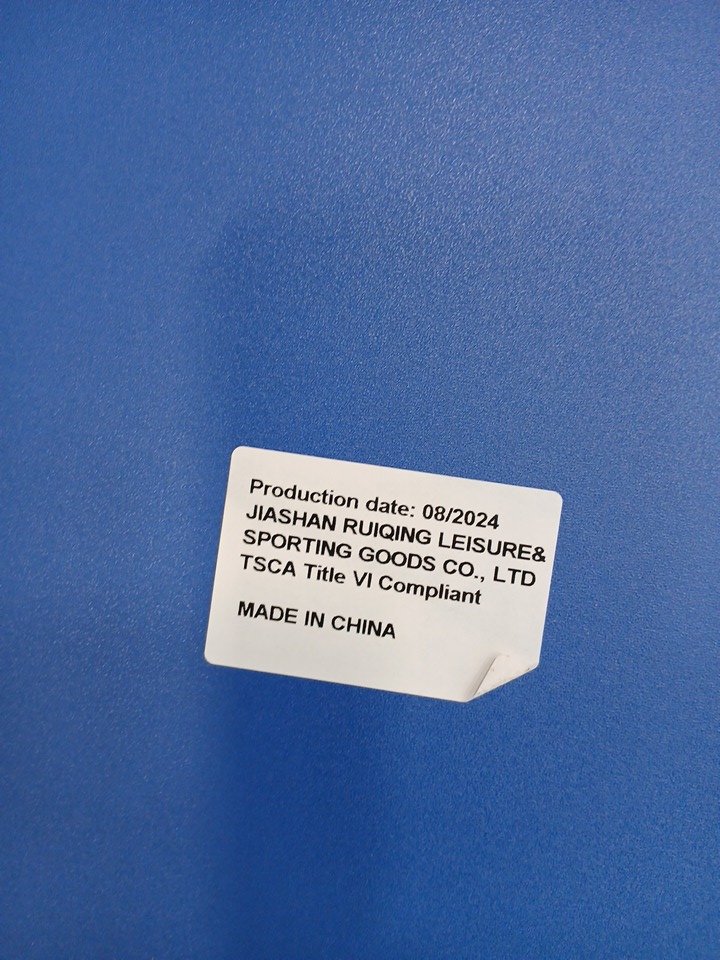 Production date: 08/2024
JIASHAN RUIQING LEISURE&
SPORTING GOODS CO., LTD
TSCA Title VI Compliant
MADE IN CHINA